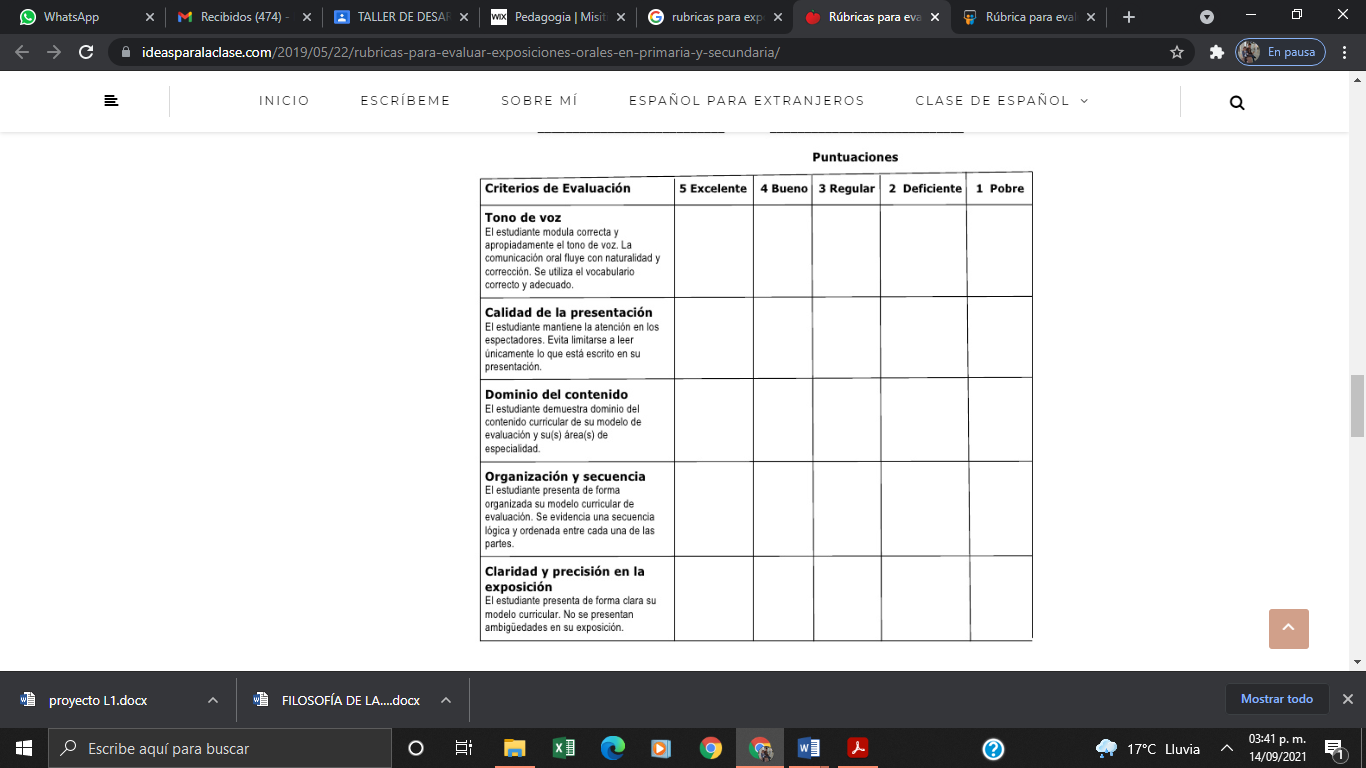 WhatsApp
Recibidos (474) -
TALLER DE DESAR
Pedagogia | Misit
rubricas para exp
Rúbricas para eva
Rúbrica para eval
ideasparalaclase.com/2019/05/22/rubricas-para-evaluar-exposiciones-orales-en-primaria-y-secundaria/
En pausa
INICIO
ESCRÍBEME
SOBRE MÍ
ESPAÑOL PARA EXTRANJEROS
CLASE DE ESPAÑOL
Puntuaciones
Criterios de Evaluación 5 Excelente 4 Bueno 3 Regular 2 Deficiente 1 Pobre
Tono de voz
El estudiante modula correcta y
apropiadamente el tono de voz. La
comunicación oral fluye con naturalidad y
corrección. Se utiliza el vocabulario
correcto y adecuado.
Calidad de la presentación
El estudiante mantiene la atención en los
espectadores. Evita limitarse a leer
únicamente lo que está escrito en su
presentación.
Dominio del contenido
El estudiante demuestra dominio del
contenido curricular de su modelo de
evaluación y su(s) área(s) de
especialidad.
Organización y secuencia
El estudiante presenta de forma
organizada su modelo curricular de
evaluación. Se evidencia una secuencia
lógica y ordenada entre cada una de las
partes.
Claridad y precisión en la
exposición
El estudiante presenta de forma clara su
modelo curricular. No se presentan
ambigüedades en su exposición.
proyecto L1.docx
FILOSOFÍA DE LA....docx
Mostrar todo
Escribe aquí para buscar
17°C Lluvia
03:41 p. m.
14/09/2021
1